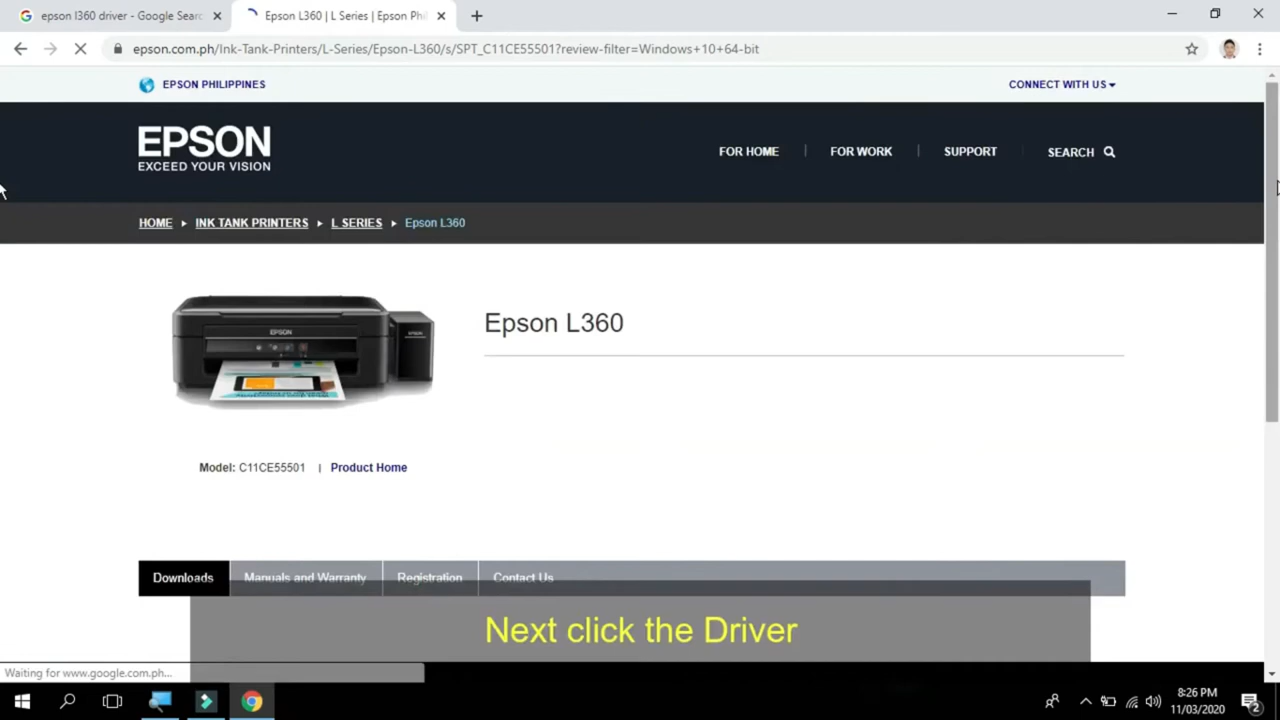 epson l360 driver - Google Searc
Epson L360 | L Series | Epson Phi
epson.com.ph/Ink-Tank-Printers/L-Series/Epson-L360/s/SPT_C11CE55501?review-filter=Windows+10+64-bit
EPSON PHILIPPINES
CONNECT WITH US
EPSON
EXCEED YOUR VISION
FOR HOME
FOR WORK
SUPPORT
SEARCH
HOME
INK TANK PRINTERS
L SERIES
Epson L360
EPSON
Epson L360
Model: C11CE55501 | Product Home
Downloads
Manuals and Warranty
Registration
Contact Us
Next click the Driver
Waiting for www.google.com.ph...
8:26 PM
11/03/2020
2